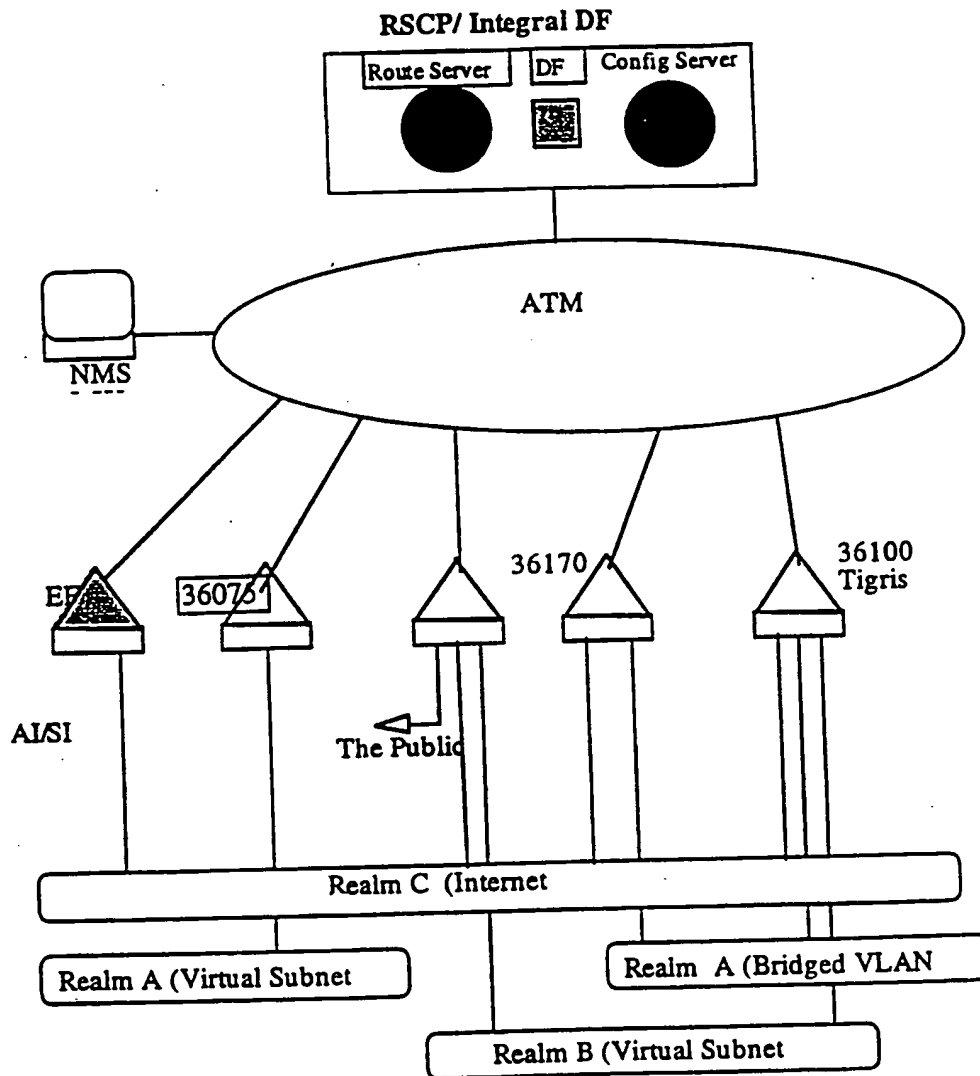 RSCP/ Integral DF
Route Server
DF
Config Server
ATM
NMS
36075
36170
36100
Tigris
AI/SI
The Public
Realm C (Internet
Realm A (Virtual Subnet
Realm A (Bridged VLAN
Realm B (Virtual Subnet